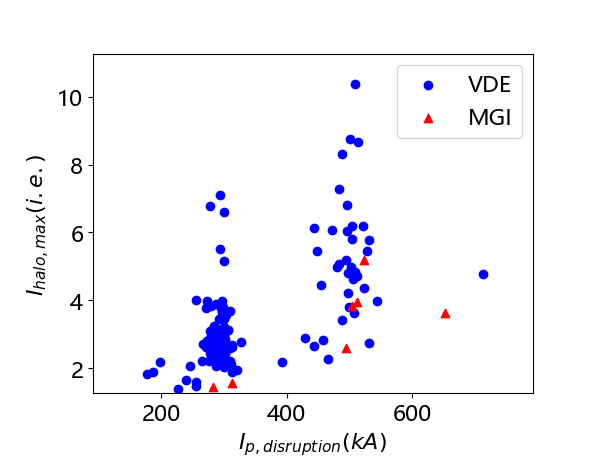 VDE
MGI
10
8
6
4
2
200 400 600
I_{halo, max}(i.e.)
I_{p, disruption}(kA)